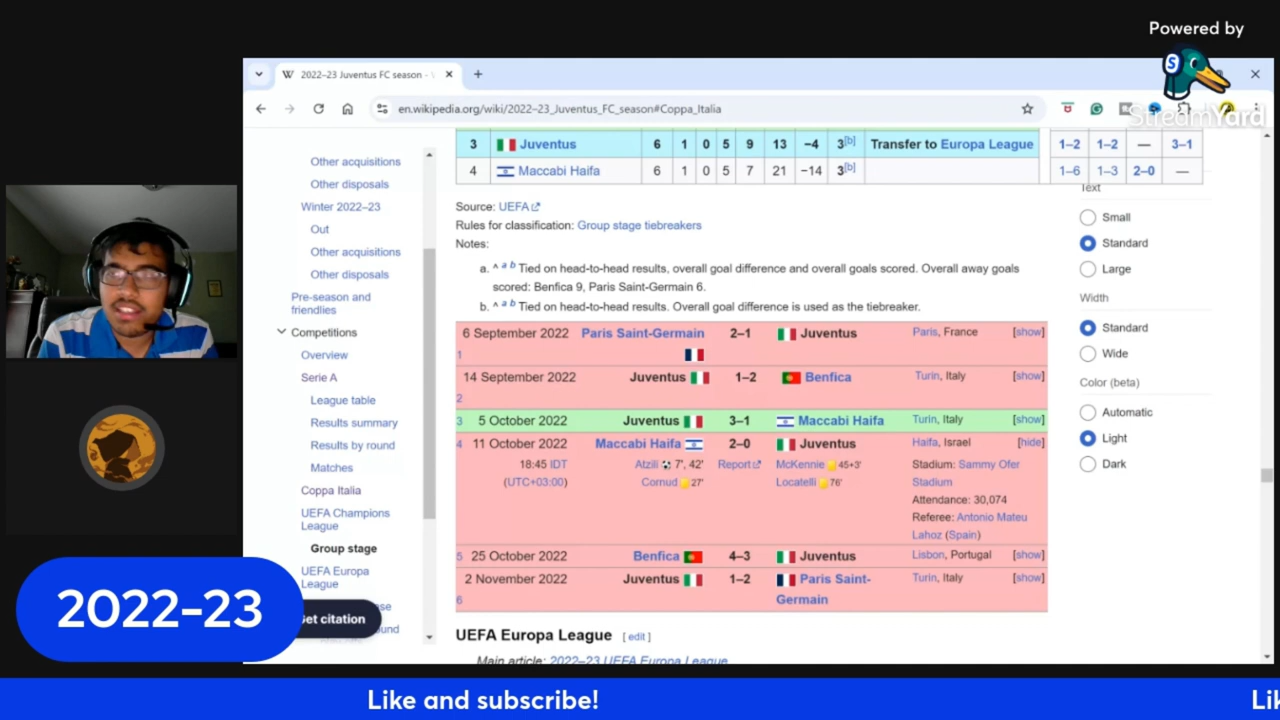 Powered by
StreamYard
2022–23 Juventus FC season -
en.wikipedia.org/wiki/2022–23_Juventus_FC_season#Coppa_Italia
Other acquisitions
Other disposals
Winter 2022–23
Out
Other acquisitions
Other disposals
Pre-season and
friendlies
Competitions
Overview
Serie A
League table
Results summary
Results by round
Matches
Coppa Italia
UEFA Champions
League
Group stage
UEFA Europa
League
Get citation
3 Juventus 6 1 0 5 9 13 −4 3[b] Transfer to Europa League 1–2 1–2 — 3–1
4 Maccabi Haifa 6 1 0 5 7 21 −14 3[b] 1–6 1–3 2–0 —
Source: UEFA
Rules for classification: Group stage tiebreakers
Notes:
a. ^ a b Tied on head-to-head results, overall goal difference and overall goals scored. Overall away goals
scored: Benfica 9, Paris Saint-Germain 6.
b. ^ a b Tied on head-to-head results. Overall goal difference is used as the tiebreaker.
6 September 2022 Paris Saint-Germain 2–1 Juventus Paris, France [show]
1
14 September 2022 Juventus 1–2 Benfica Turin, Italy [show]
2
3 5 October 2022 Juventus 3–1 Maccabi Haifa Turin, Italy [show]
4 11 October 2022 Maccabi Haifa 2–0 Juventus Haifa, Israel [hide]
18:45 IDT Atzili 7', 42' Report McKennie 45+3' Stadium: Sammy Ofer
(UTC+03:00) Cornud 27' Locatelli 76' Stadium
Attendance: 30,074
Referee: Antonio Mateu
Lahoz (Spain)
5 25 October 2022 Benfica 4–3 Juventus Lisbon, Portugal [show]
2 November 2022 Juventus 1–2 Paris Saint- Turin, Italy [show]
6 Germain
UEFA Europa League [ edit ]
Main article: 2022–23 UEFA Europa League
Text
Small
Standard
Large
Width
Standard
Wide
Color (beta)
Automatic
Light
Dark
2022-23
Like and subscribe!